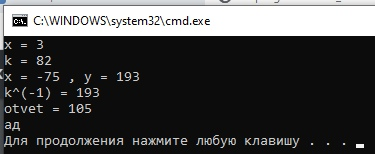 C:\WINDOWS\system32\cmd.exe
x = 3
k = 82
x = -75 , y = 193
k^(-1) = 193
otvet = 105
ад
Для продолжения нажмите любую клавишу . . .